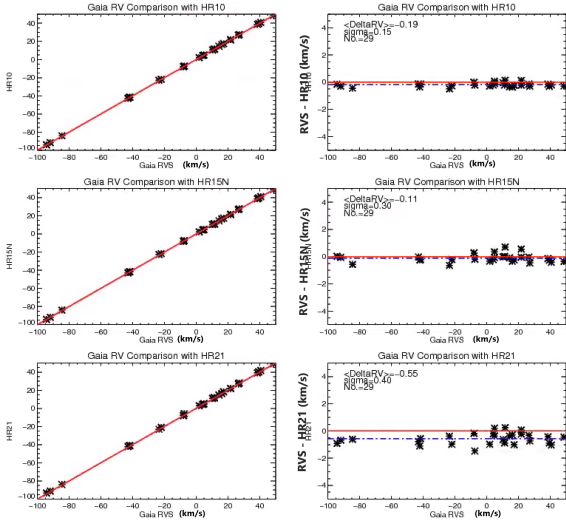 Gaia RV Comparison with HR10
HR10
40
20
0
−20
−40
−60
−80
−100
−100 −80 −60 −40 −20 0 20 40
Gaia RVS (km/s)
Gaia RV Comparison with HR10
<DeltaRV>=−0.19
sigma=0.15
No.=29
RVS - HR10 (km/s)
4
2
0
−2
−4
−100 −80 −60 −40 −20 0 20 40
Gaia RVS (km/s)
Gaia RV Comparison with HR15N
HR15N
40
20
0
−20
−40
−60
−80
−100
−100 −80 −60 −40 −20 0 20 40
Gaia RVS (km/s)
Gaia RV Comparison with HR15N
<DeltaRV>=−0.11
sigma=0.30
No.=29
RVS - HR15N (km/s)
4
2
0
−2
−4
−100 −80 −60 −40 −20 0 20 40
Gaia RVS (km/s)
Gaia RV Comparison with HR21
HR21
40
20
0
−20
−40
−60
−80
−100
−100 −80 −60 −40 −20 0 20 40
Gaia RVS (km/s)
Gaia RV Comparison with HR21
<DeltaRV>=−0.55
sigma=0.40
No.=29
RVS - HR21 (km/s)
HR21
4
2
0
−2
−4
−100 −80 −60 −40 −20 0 20 40
Gaia RVS (km/s)